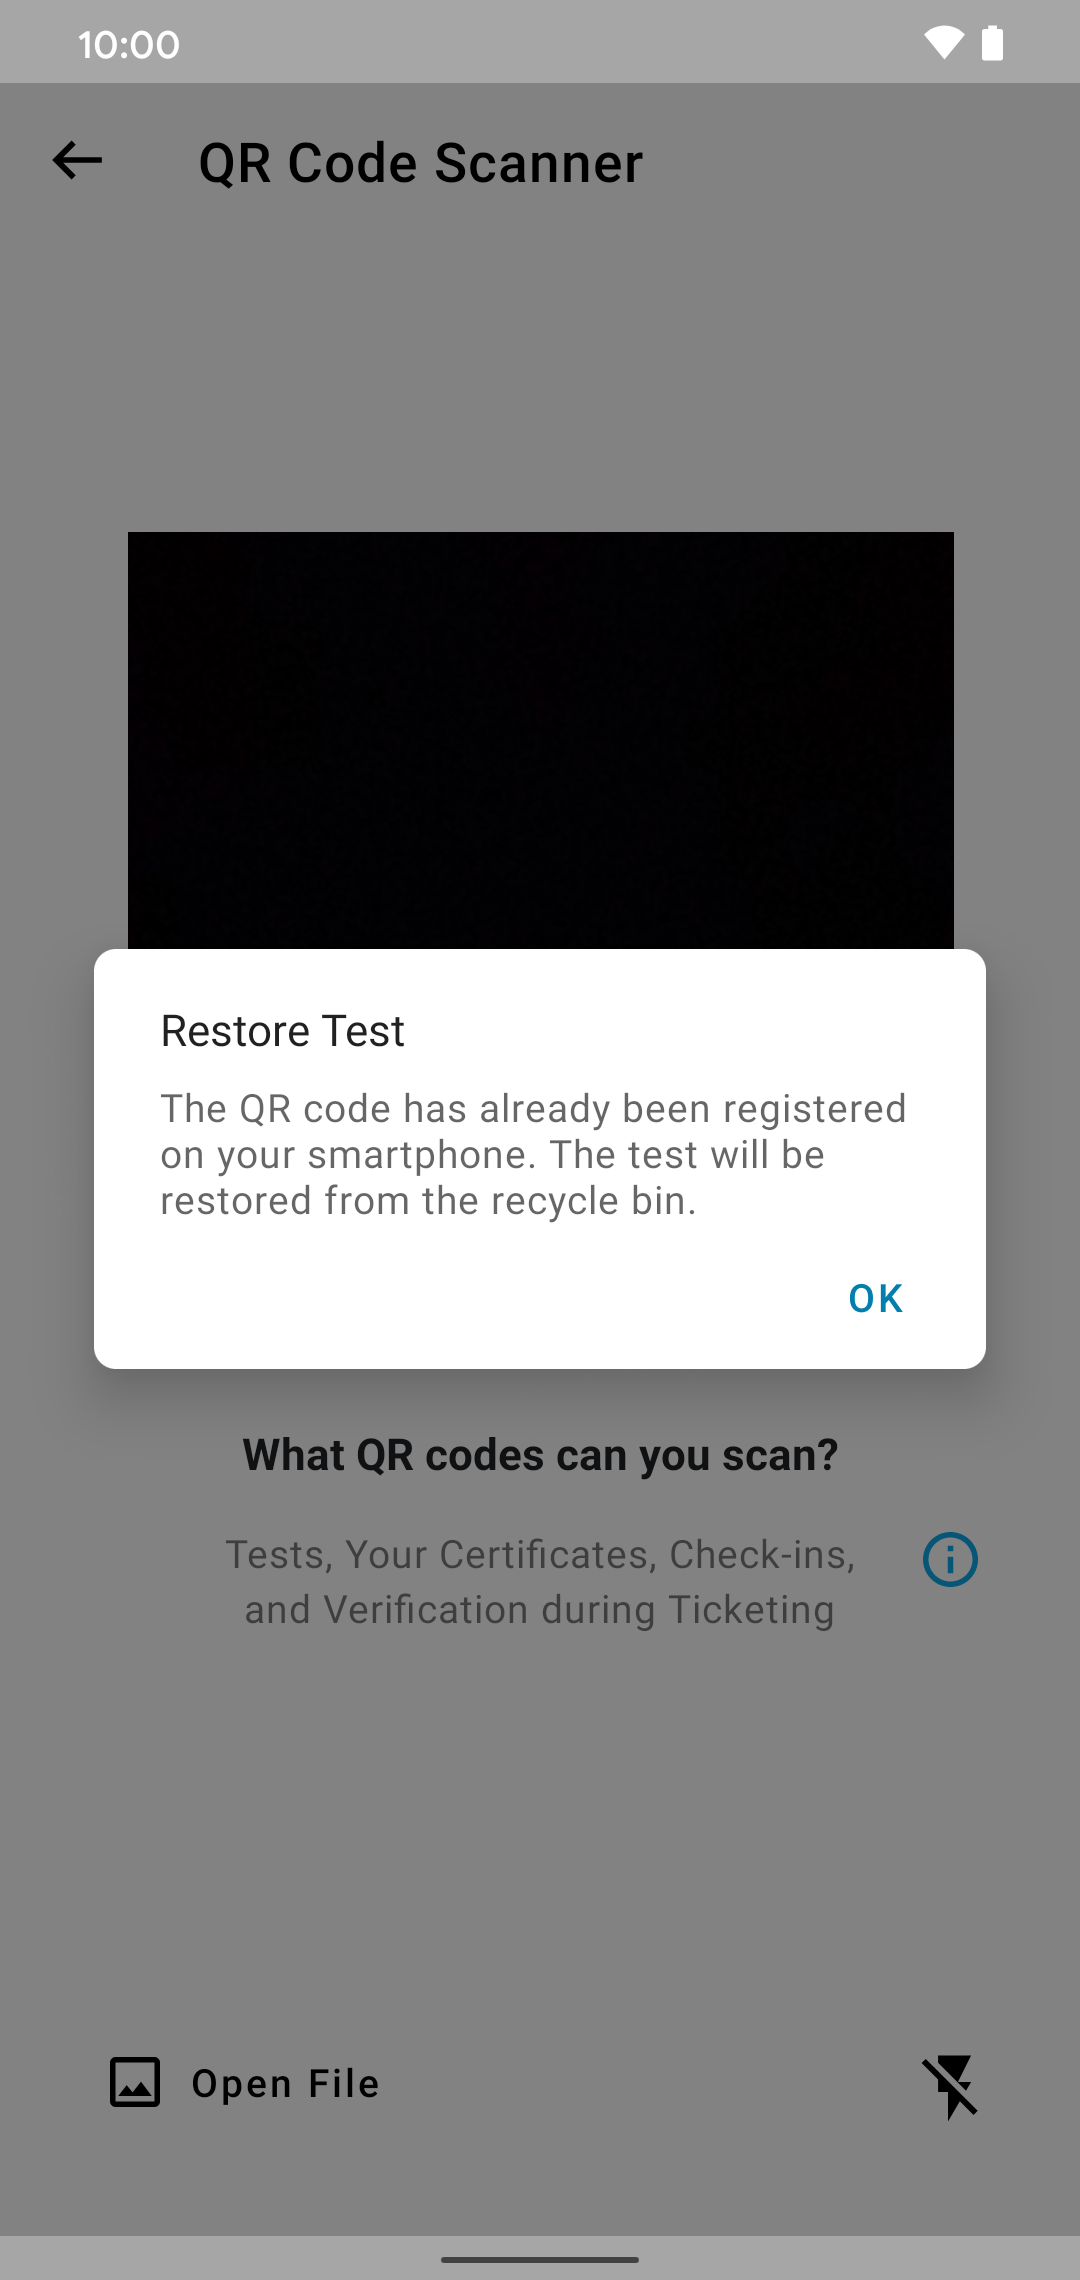 10:00
QR Code Scanner
Restore Test
The QR code has already been registered
on your smartphone. The test will be
restored from the recycle bin.
OK
What QR codes can you scan?
Tests, Your Certificates, Check-ins,
and Verification during Ticketing
Open File